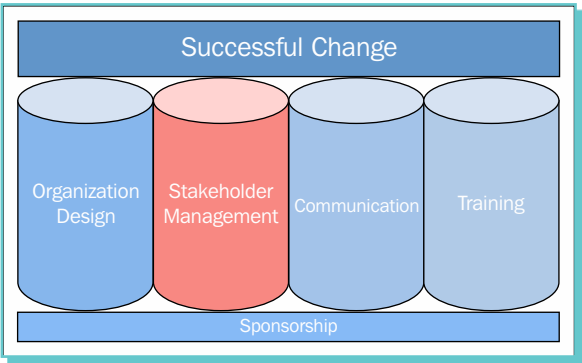 Successful Change
Organization
Design
Stakeholder
Management
Communication
Training
Sponsorship